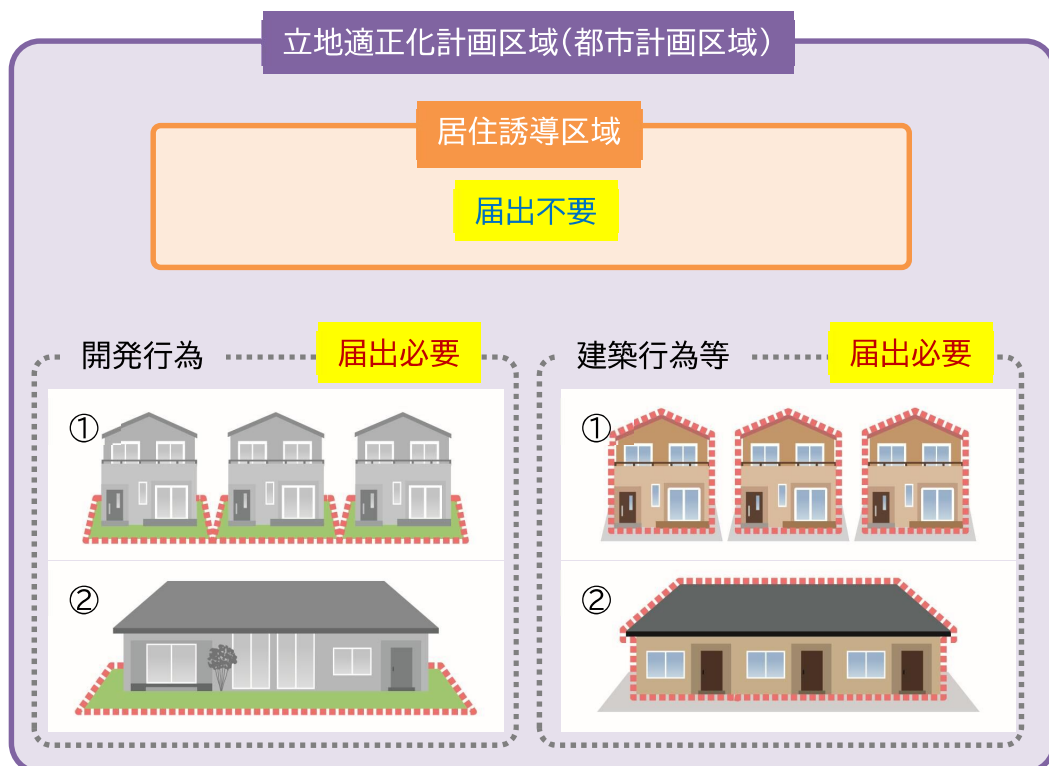 立地適正化計画区域(都市計画区域)
居住誘導区域
届出不要
開発行為
届出必要
①
②
建築行為等
届出必要
①
②